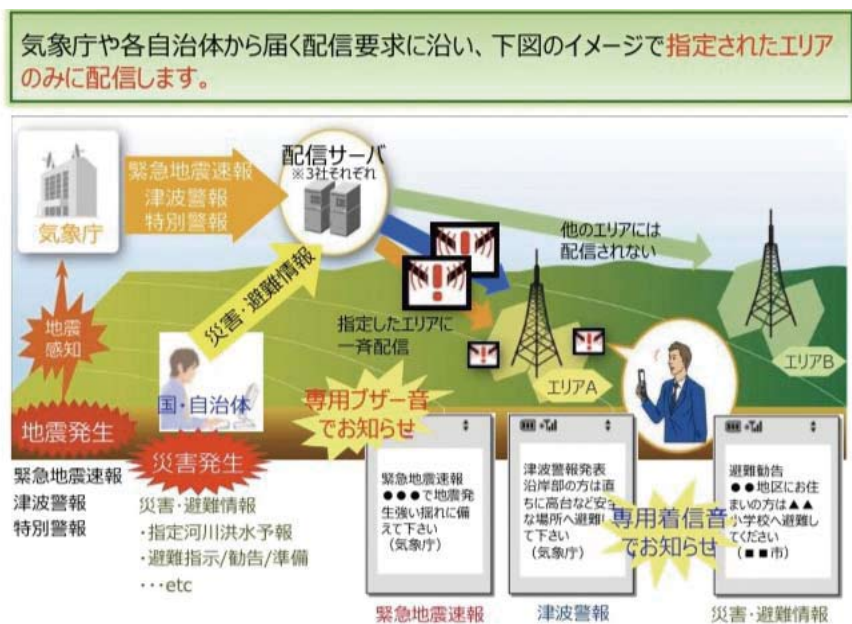 気象庁や各自治体から届く配信要求に沿い、下図のイメージで指定されたエリア
のみに配信します。
気象庁
緊急地震速報
津波警報
特別警報
配信サーバ
※3社それぞれ
他のエリアには
配信されない
災害・避難情報
指定したエリアに
一斉配信
エリアA
エリアB
地震
感知
地震発生
緊急地震速報
津波警報
特別警報
国・自治体
災害発生
災害・避難情報
・指定河川洪水予報
・避難指示/勧告/準備
・・・etc
専用ブザー音
でお知らせ
緊急地震速報
●●●で地震発
生強い揺れに備
えて下さい
(気象庁)
緊急地震速報
津波警報発表
沿岸部の方は直
ちに高台など安全
な場所へ避難し
て下さい
(気象庁)
津波警報
専用着信音
でお知らせ
避難勧告
●●地区にお住
まいの方は▲▲
小学校へ避難し
てください
(■■市)
災害・避難情報